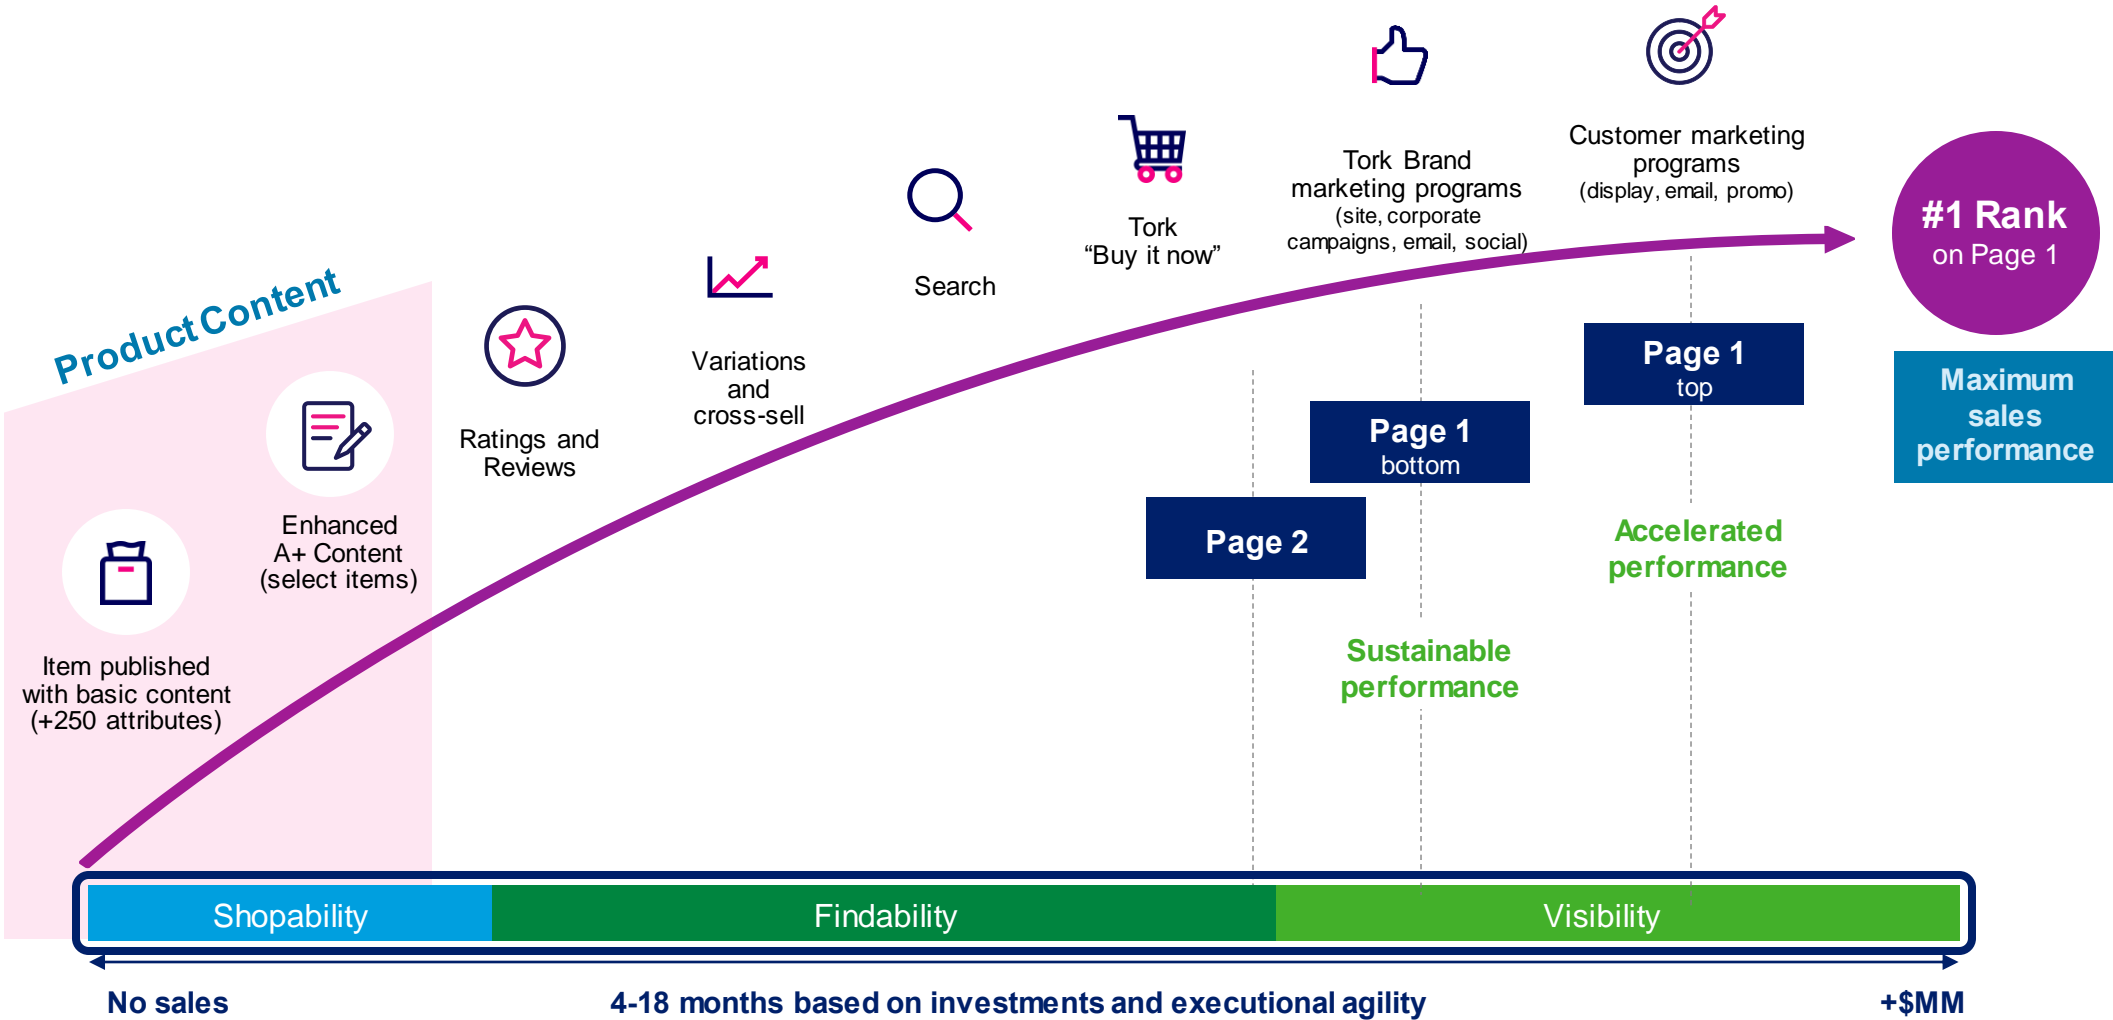 Product Content
Item published
with basic content
(+250 attributes)
Enhanced
A+ Content
(select items)
Ratings and
Reviews
Variations
and
cross-sell
Search
Tork
“Buy it now”
Tork Brand
marketing programs
(site, corporate
campaigns, email, social)
Customer marketing
programs
(display, email, promo)
#1 Rank
on Page 1
Maximum
sales
performance
Page 1
top
Page 1
bottom
Page 2
Accelerated
performance
Sustainable
performance
Shopability
Findability
Visibility
No sales
4-18 months based on investments and executional agility
+$MM